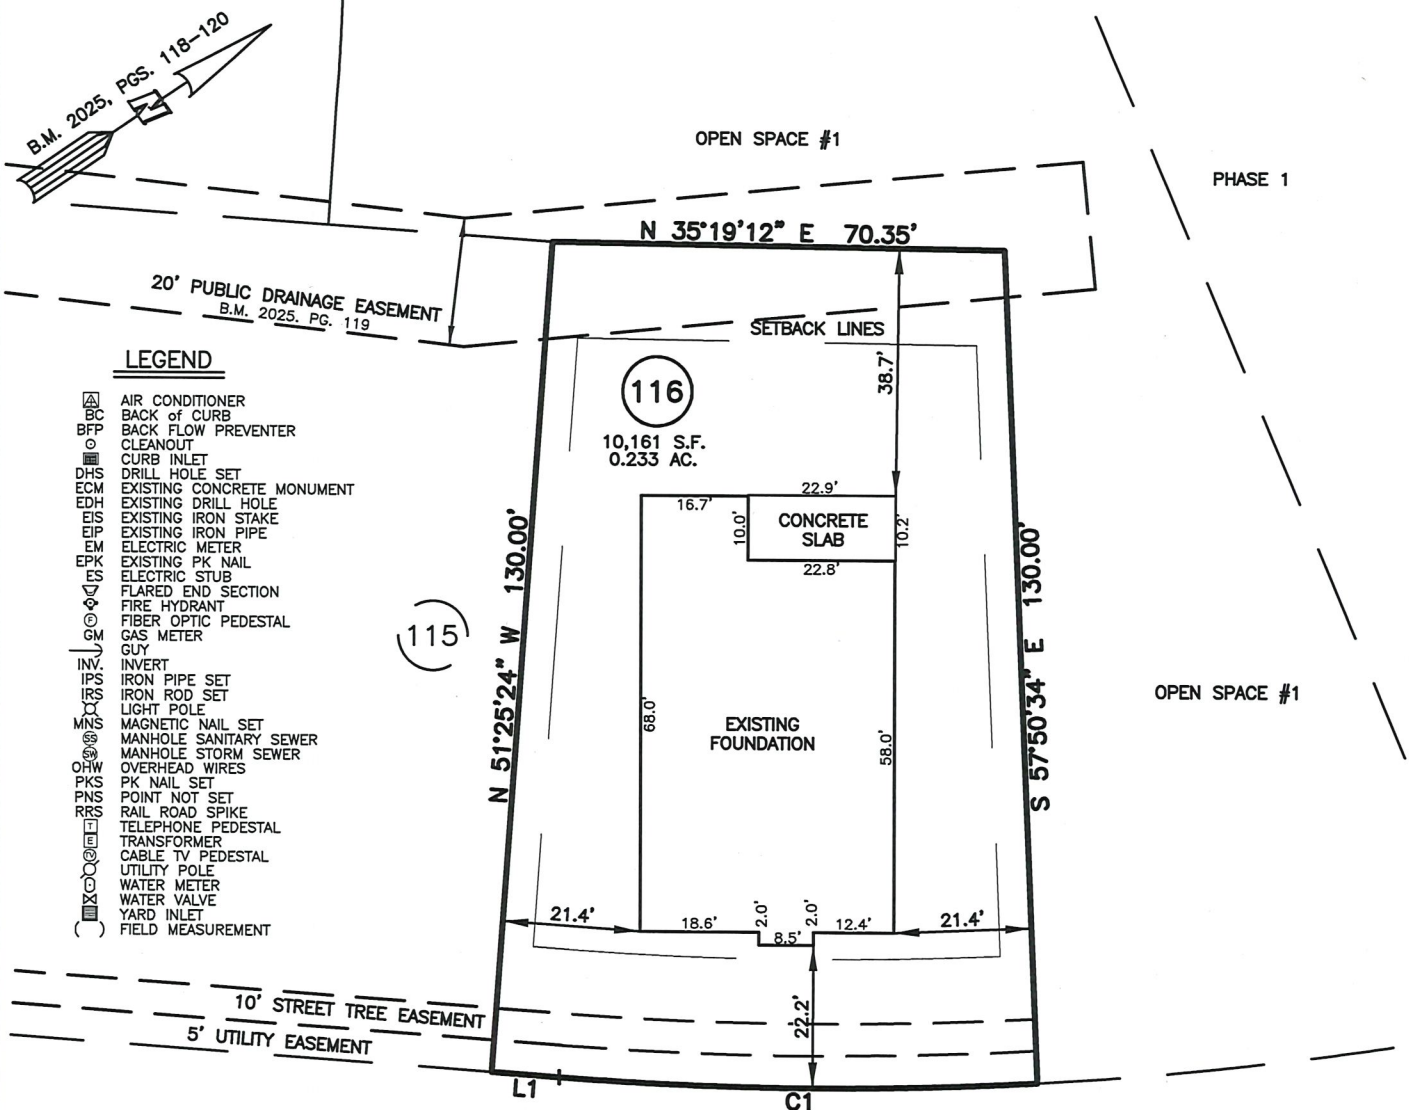 B.M. 2025, PGS. 118-120
N
OPEN SPACE #1
PHASE 1
N 35°19'12" E 70.35'
20' PUBLIC DRAINAGE EASEMENT
B.M. 2025. PG. 119
SETBACK LINES
38.7'
116
10,161 S.F.
0.233 AC.
LEGEND
A AIR CONDITIONER
BC BACK of CURB
BFP BACK FLOW PREVENTER
CLEANOUT
CURB INLET
DHS DRILL HOLE SET
ECM EXISTING CONCRETE MONUMENT
EDH EXISTING DRILL HOLE
EIS EXISTING IRON STAKE
EIP EXISTING IRON PIPE
EM ELECTRIC METER
EPK EXISTING PK NAIL
ES ELECTRIC STUB
FLARED END SECTION
FIRE HYDRANT
F FIBER OPTIC PEDESTAL
GM GAS METER
GUY
INV. INVERT
IPS IRON PIPE SET
IRS IRON ROD SET
LIGHT POLE
MNS MAGNETIC NAIL SET
SS MANHOLE SANITARY SEWER
SW MANHOLE STORM SEWER
OHW OVERHEAD WIRES
PKS PK NAIL SET
PNS POINT NOT SET
RRS RAIL ROAD SPIKE
T TELEPHONE PEDESTAL
E TRANSFORMER
TV CABLE TV PEDESTAL
UTILITY POLE
WATER METER
WATER VALVE
YARD INLET
( ) FIELD MEASUREMENT
16.7'
22.9'
10.0'
CONCRETE
SLAB
10.2'
22.8'
N 51°25'24" W 130.00'
S 57°50'34" E 130.00'
115
68.0'
EXISTING
FOUNDATION
58.0'
OPEN SPACE #1
21.4'
18.6'
2.0'
8.5'
2.0'
12.4'
21.4'
22.2'
10' STREET TREE EASEMENT
5' UTILITY EASEMENT
L1
C1